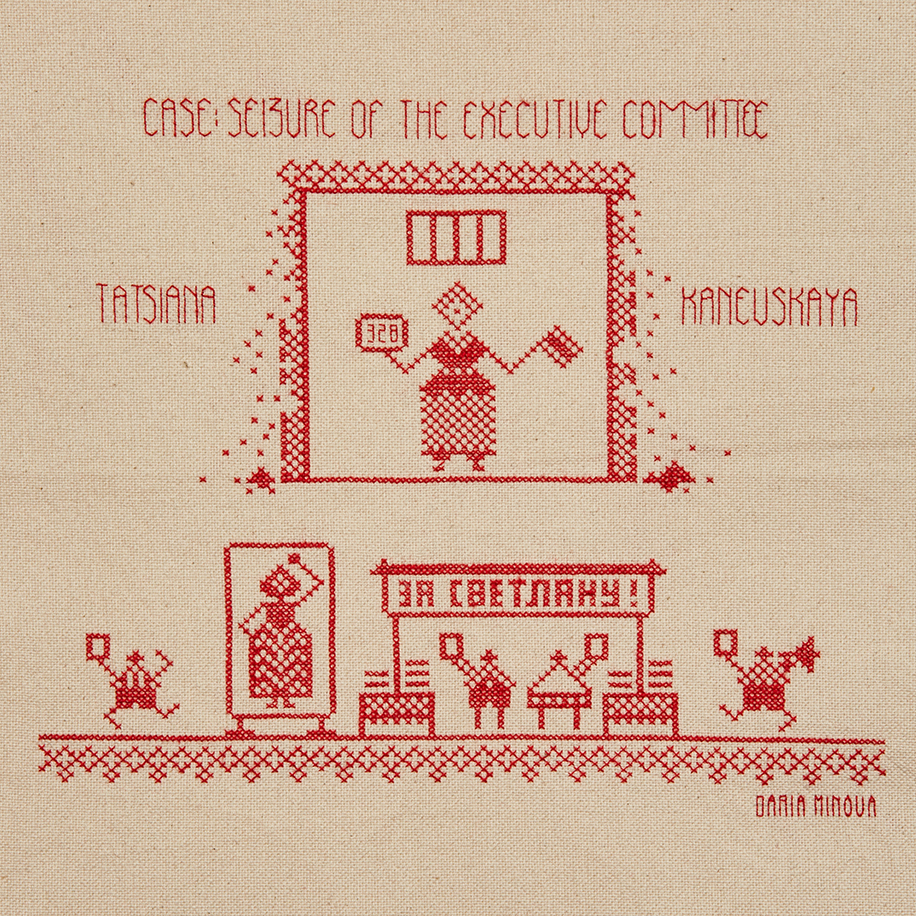 CASE: SEIZURE OF THE EXECUTIVE COMMITTEE
TATSIANA
KANEUSKAYA
328
ЗА СВЕТЛАНУ!
DARIA MINOVA